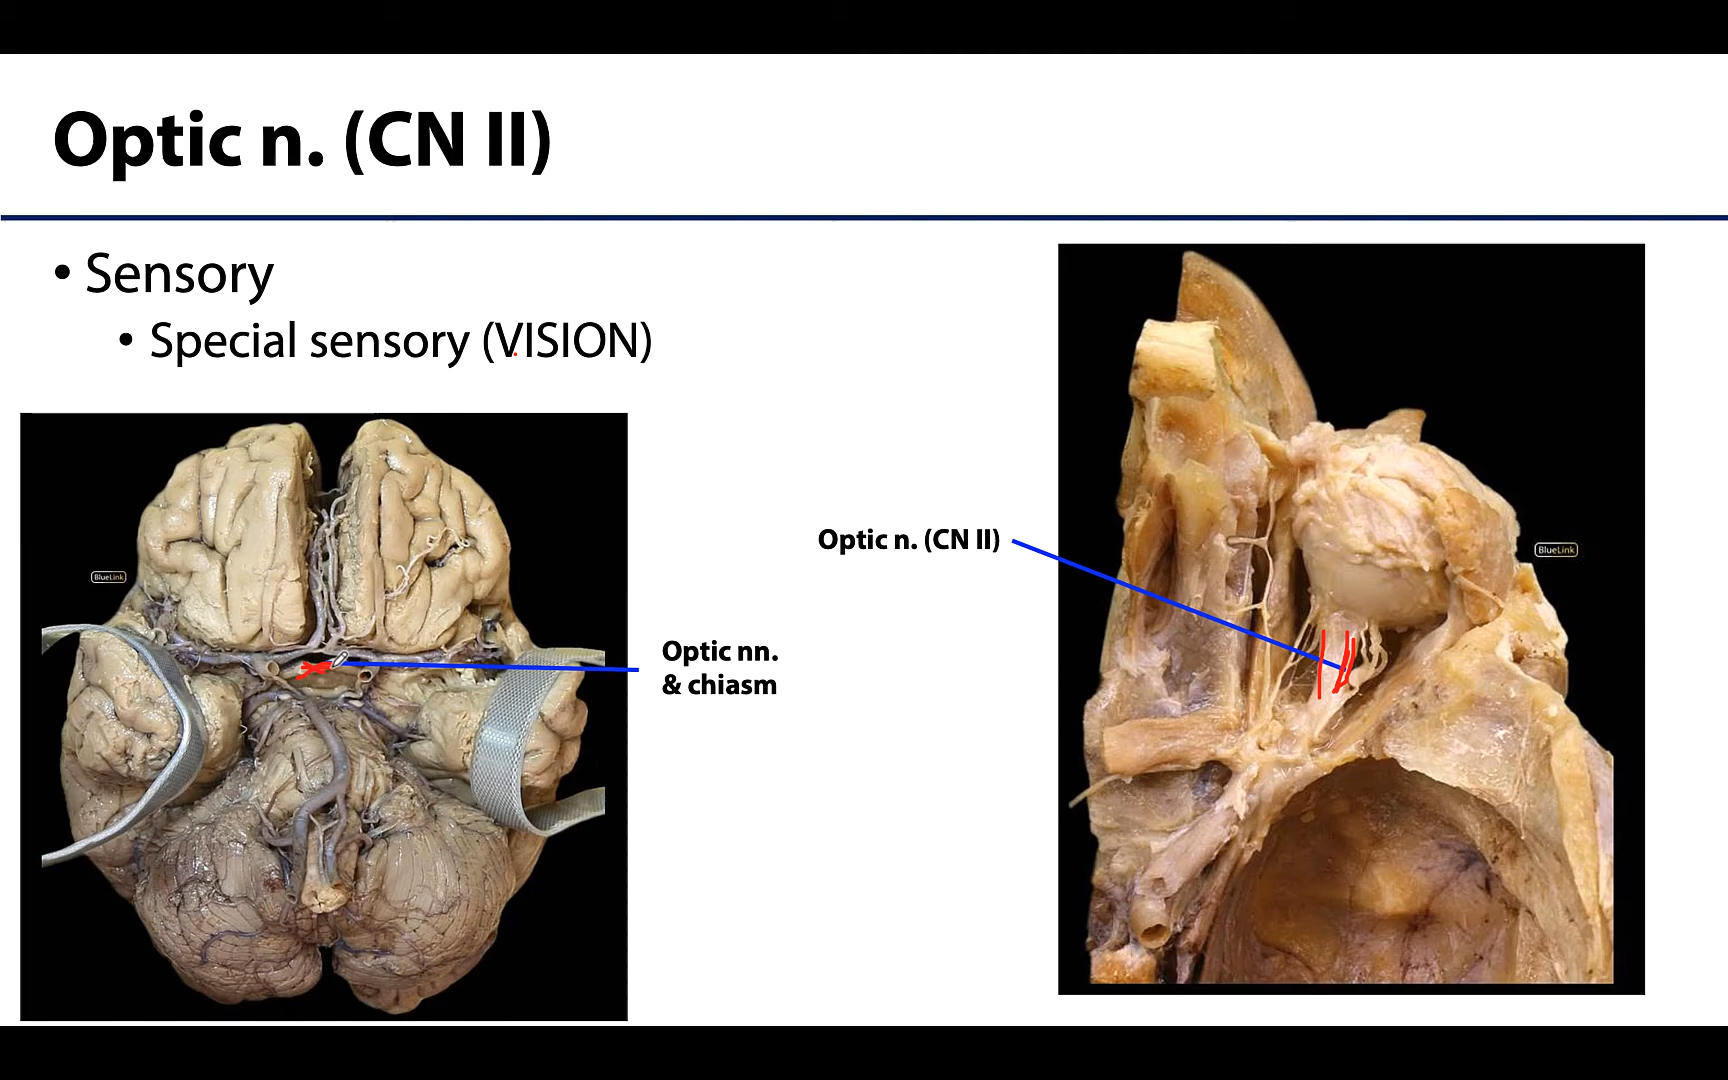 Optic n. (CN II)
• Sensory
• Special sensory (VISION)
BlueLink
Optic nn.
& chiasm
Optic n. (CN II)
BlueLink